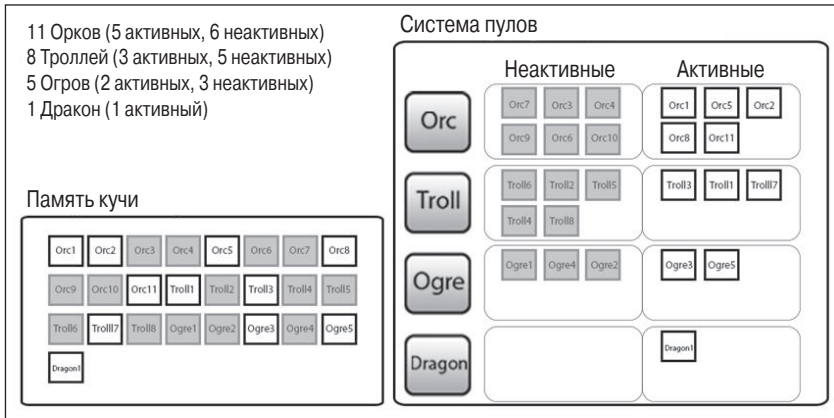 11 Орков (5 активных, 6 неактивных)
8 Троллей (3 активных, 5 неактивных)
5 Огров (2 активных, 3 неактивных)
1 Дракон (1 активный)
Память кучи
Orc1 Orc2 Orc3 Orc4 Orc5 Orc6 Orc7 Orc8
Orc9 Orc10 Orc11 Troll1 Troll2 Troll3 Troll4 Troll5
Troll6 Trolll7 Troll8 Ogre1 Ogre2 Ogre3 Ogre4 Ogre5
Dragon1
Система пулов
Неактивные Активные
Orc
Orc7 Orc3 Orc4
Orc9 Orc6 Orc10
Orc1 Orc5 Orc2
Orc8 Orc11
Troll
Troll6 Troll2 Troll5
Troll4 Troll8
Troll3 Troll1 Trolll7
Ogre
Ogre1 Ogre4 Ogre2
Ogre3 Ogre5
Dragon
Dragon1